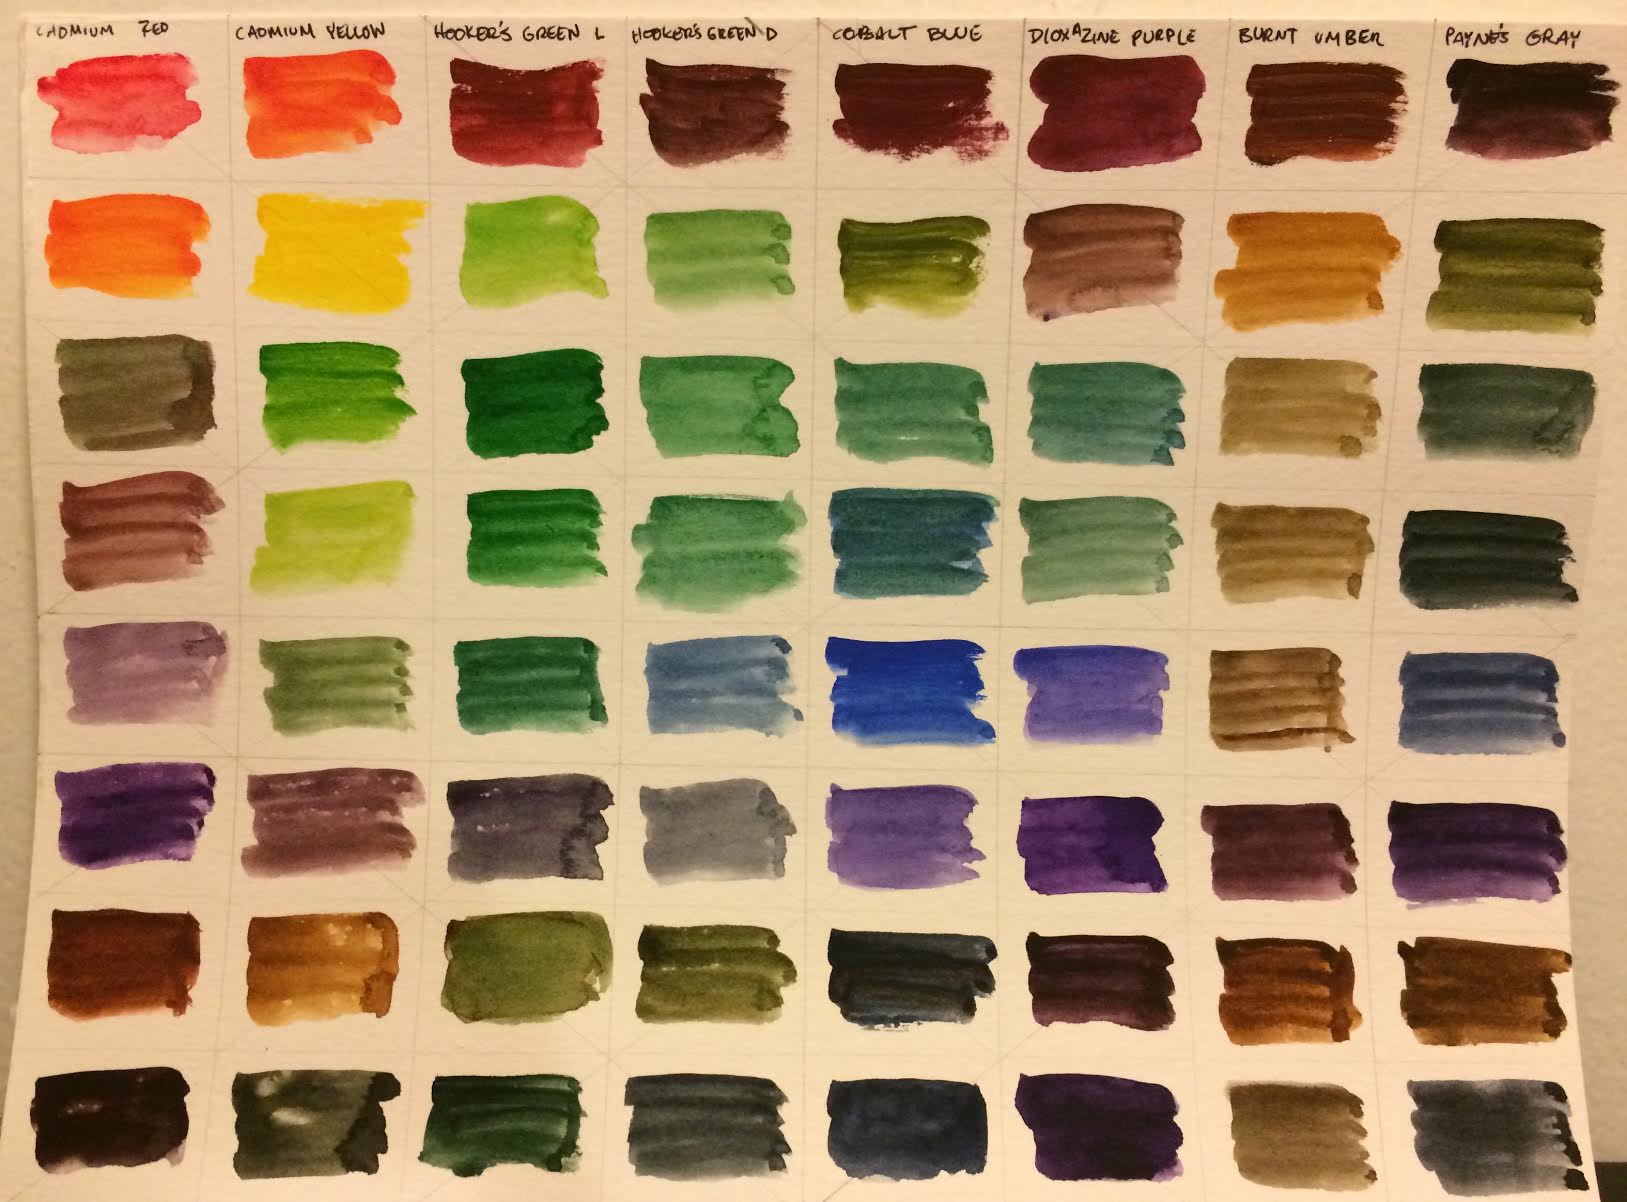 CADMIUM RED
CADMIUM YELLOW
HOOKER'S GREEN L
HOOKER'S GREEN D
COBALT BLUE
DIOXAZINE PURPLE
BURNT UMBER
PAYNE'S GRAY